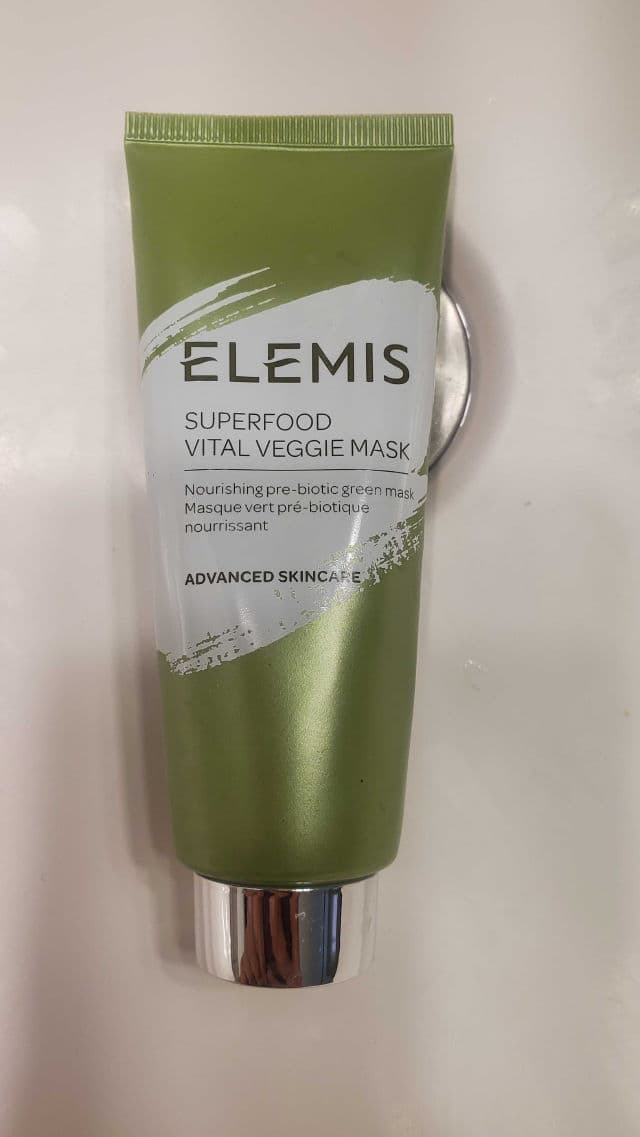 ELEMIS
SUPERFOOD
VITAL VEGGIE MASK
Nourishing pre-biotic green mask
Masque vert pré-biotique
nourrissant
ADVANCED SKINCARE